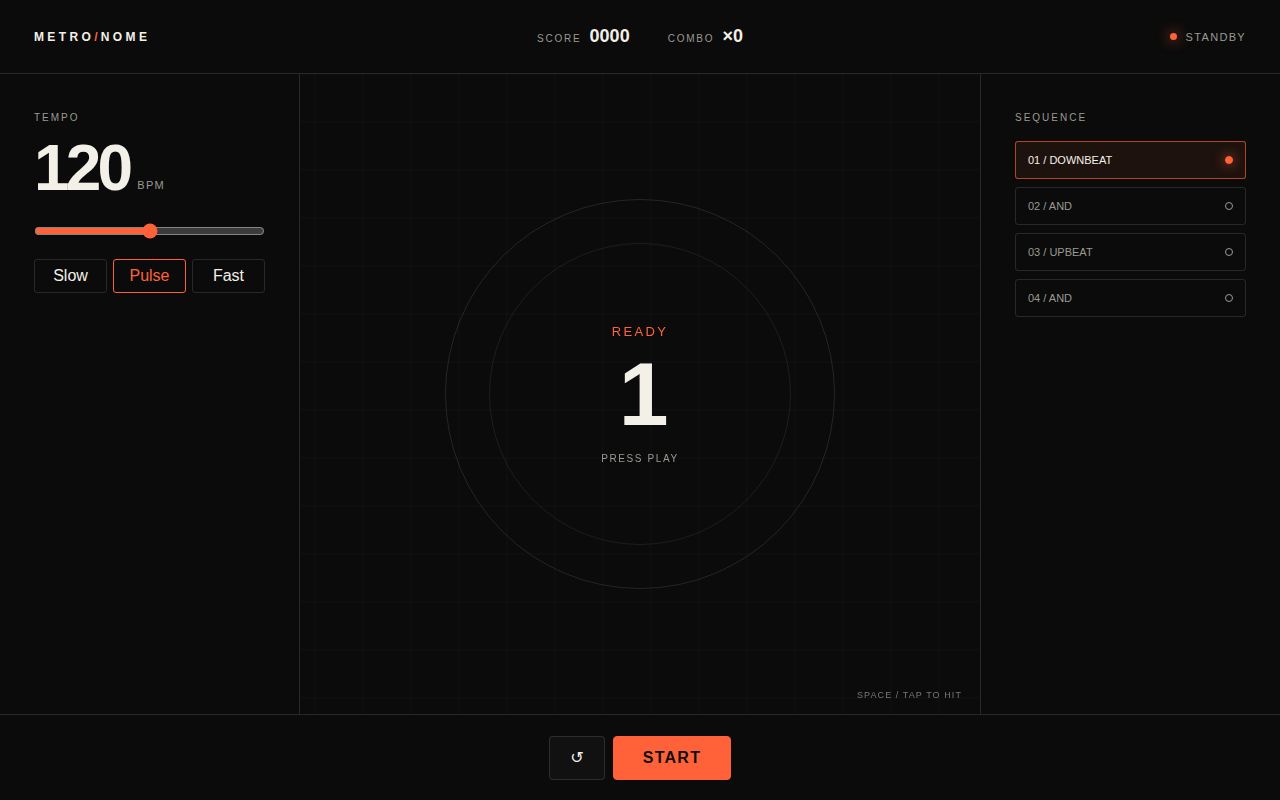 METRO/NOME
SCORE 0000 COMBO ×0
STANDBY
TEMPO
120 BPM
Slow Pulse Fast
READY
1
PRESS PLAY
SPACE / TAP TO HIT
SEQUENCE
01 / DOWNBEAT
02 / AND
03 / UPBEAT
04 / AND
↺ START